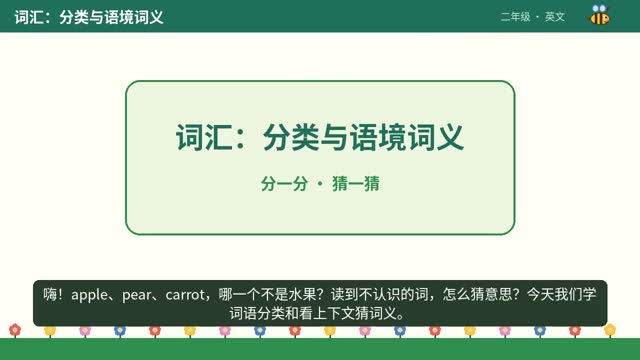 词汇：分类与语境词义
二年级 · 英文
词汇：分类与语境词义
分一分 · 猜一猜
嗨！apple、pear、carrot，哪一个不是水果？读到不认识的词，怎么猜意思？今天我们学
词语分类和看上下文猜词义。